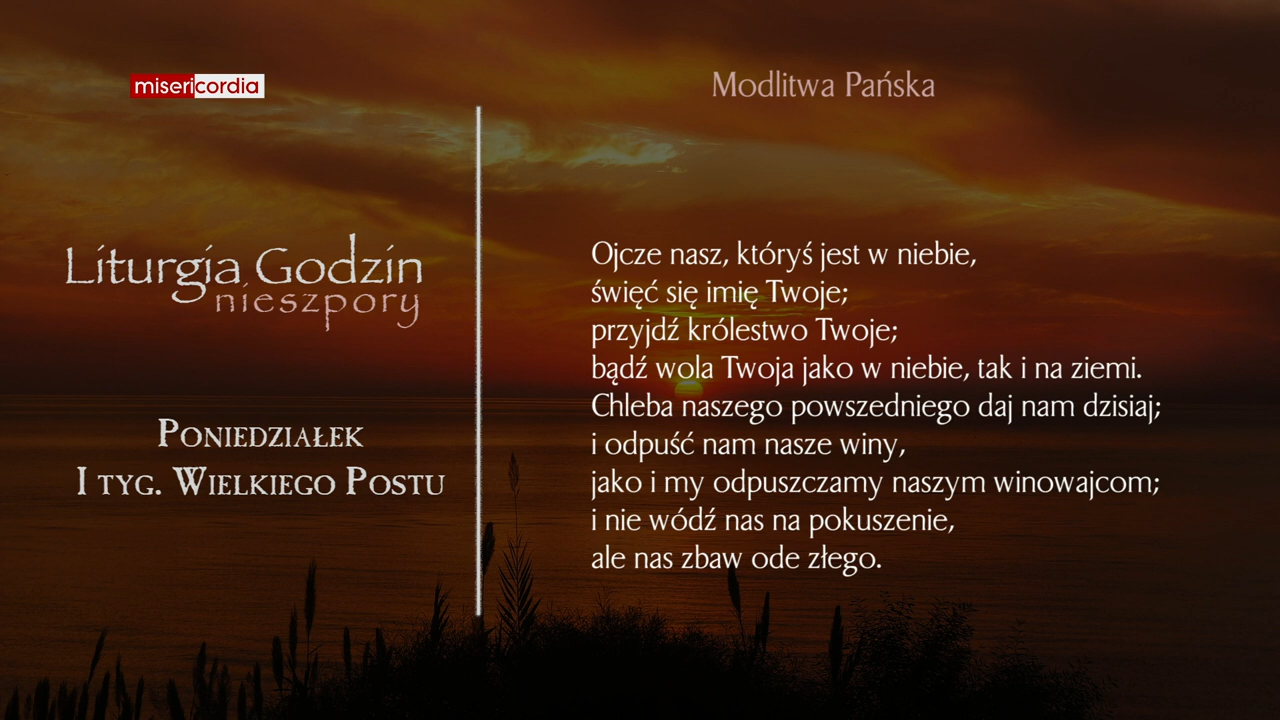 misericordia
Liturgia Godzin
nieszpory
Poniedziałek
I tyg. Wielkiego Postu
Modlitwa Pańska
Ojcze nasz, któryś jest w niebie,
święć się imię Twoje;
przyjdź królestwo Twoje;
bądź wola Twoja jako w niebie, tak i na ziemi.
Chleba naszego powszedniego daj nam dzisiaj;
i odpuść nam nasze winy,
jako i my odpuszczamy naszym winowajcom;
i nie wódź nas na pokuszenie,
ale nas zbaw ode złego.